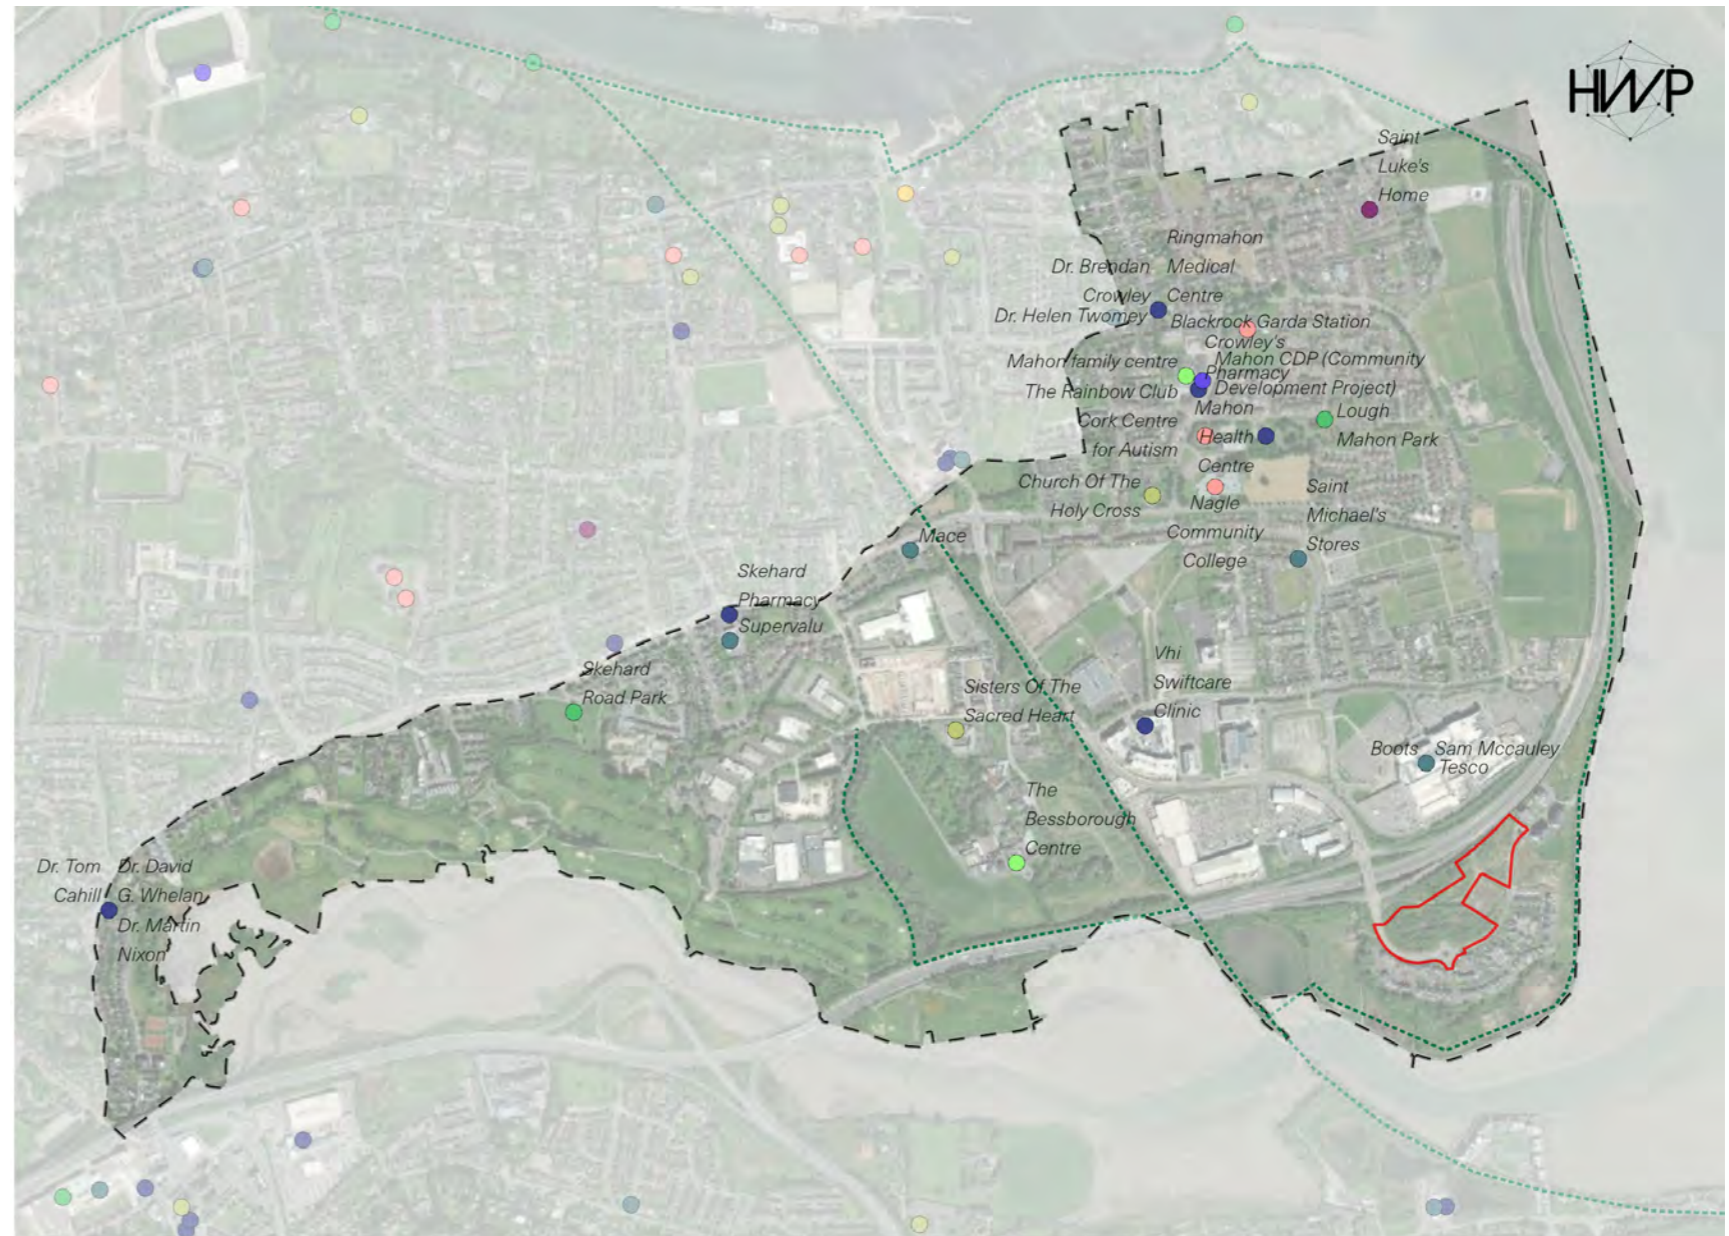 HWP
Saint
Luke's
Home
Ringmahon
Medical
Centre
Dr. Brendan
Crowley
Dr. Helen Twomey
Blackrock Garda Station
Crowley's
Pharmacy
Mahon family centre
Mahon CDP (Community
Development Project)
The Rainbow Club
Cork Centre
for Autism
Mahon
Health
Centre
Lough
Mahon Park
Church Of The
Holy Cross
Nagle
Community
College
Saint
Michael's
Stores
Mace
Skehard
Pharmacy
Supervalu
Skehard
Road Park
Sisters Of The
Sacred Heart
Vhi
Swiftcare
Clinic
Boots
Sam Mccauley
Tesco
The
Bessborough
Centre
Dr. Tom
Cahill
Dr. David
G. Whelan
Dr. Martin
Nixon